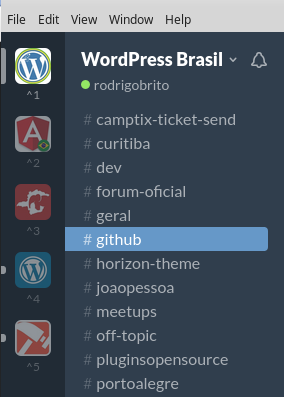 File Edit View Window Help
WordPress Brasil
rodrigobrito
^1
^2
^3
^4
^5
# camptix-ticket-send
# curitiba
# dev
# forum-oficial
# geral
# github
# horizon-theme
# joaopessoa
# meetups
# off-topic
# pluginsopensource
# portoalegre